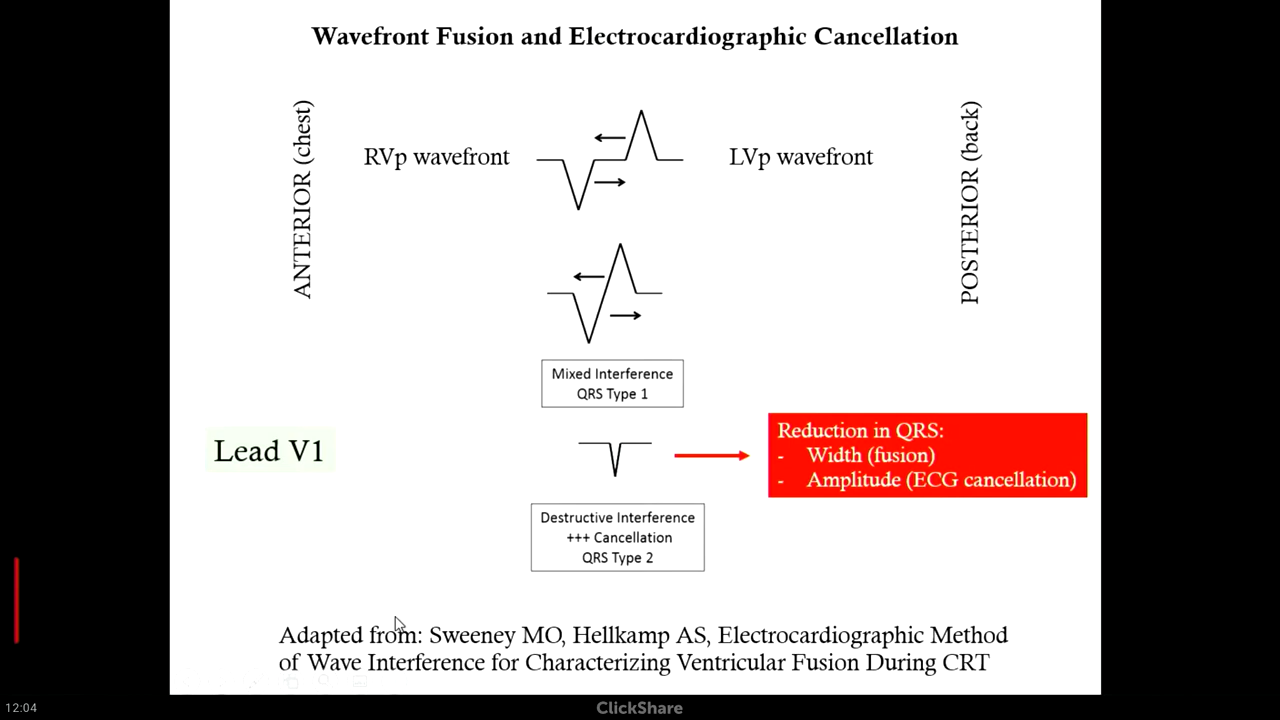 Wavefront Fusion and Electrocardiographic Cancellation
ANTERIOR (chest)
RVp wavefront
LVp wavefront
POSTERIOR (back)
Mixed Interference
QRS Type 1
Lead V1
Reduction in QRS:
- Width (fusion)
- Amplitude (ECG cancellation)
Destructive Interference
+++ Cancellation
QRS Type 2
Adapted from: Sweeney MO, Hellkamp AS, Electrocardiographic Method
of Wave Interference for Characterizing Ventricular Fusion During CRT
12:04
ClickShare